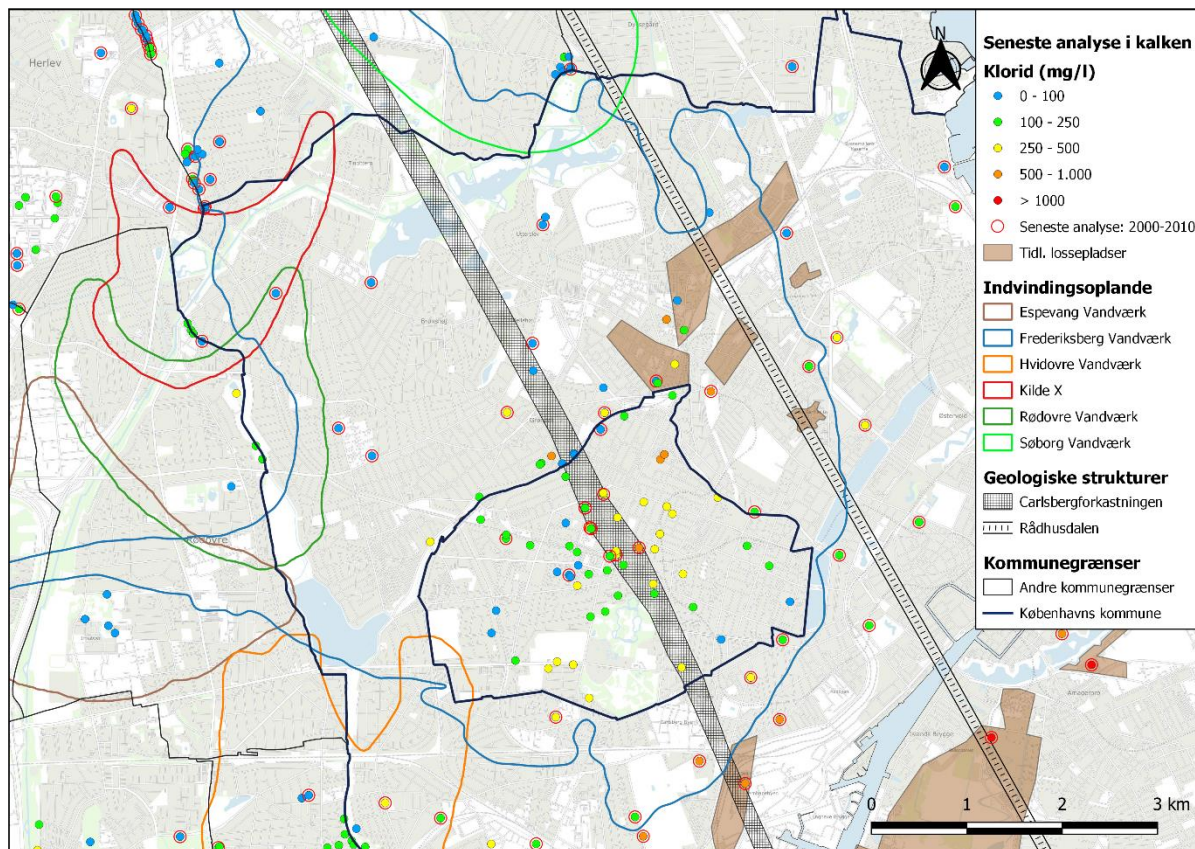 Herlev
N
Seneste analyse i kalken
Klorid (mg/l)
0 - 100
100 - 250
250 - 500
500 - 1.000
> 1000
Seneste analyse: 2000-2010
Tidl. lossepladser
Indvindingsoplande
Espevang Vandværk
Frederiksberg Vandværk
Hvidovre Vandværk
Kilde X
Rødovre Vandværk
Søborg Vandværk
Geologiske strukturer
Carlsbergforkastningen
Rådhusdalen
Kommunegrænser
Andre kommunegrænser
Københavns kommune
Østervold
0 1 2 3 km